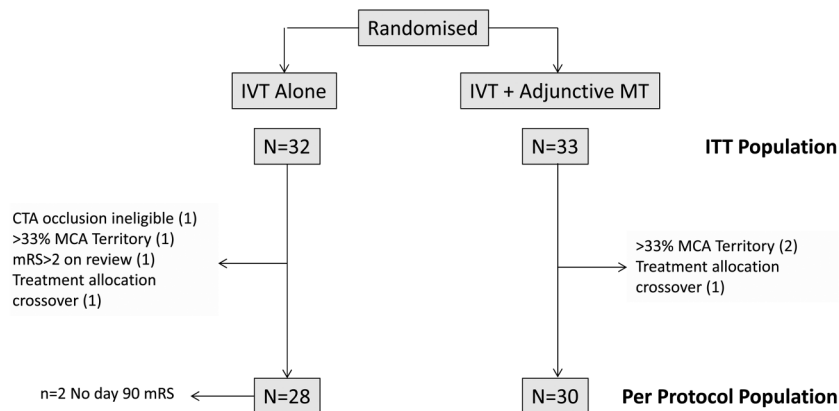 Randomised
IVT Alone
IVT + Adjunctive MT
N=32
N=33
ITT Population
CTA occlusion ineligible (1)
>33% MCA Territory (1)
mRS>2 on review (1)
Treatment allocation
crossover (1)
>33% MCA Territory (2)
Treatment allocation
crossover (1)
n=2 No day 90 mRS
N=28
N=30
Per Protocol Population